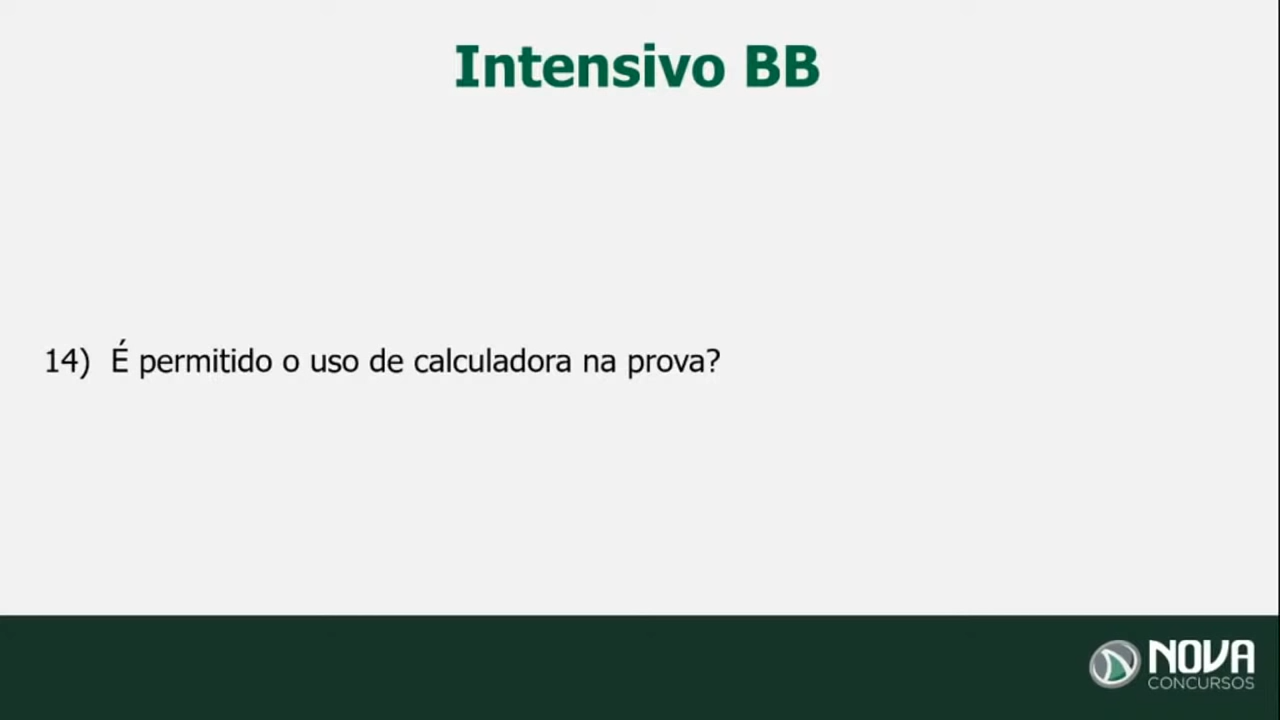 Intensivo BB
14) É permitido o uso de calculadora na prova?
NOVA
CONCURSOS